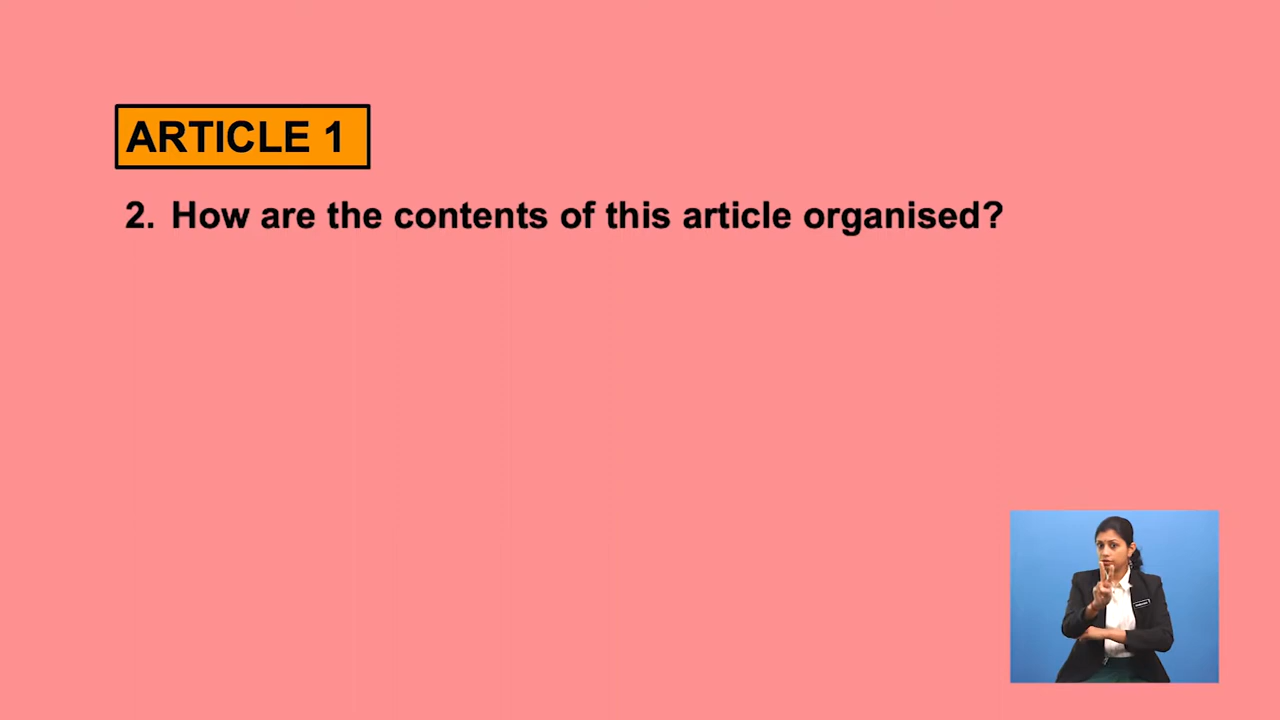 ARTICLE 1
2. How are the contents of this article organised?